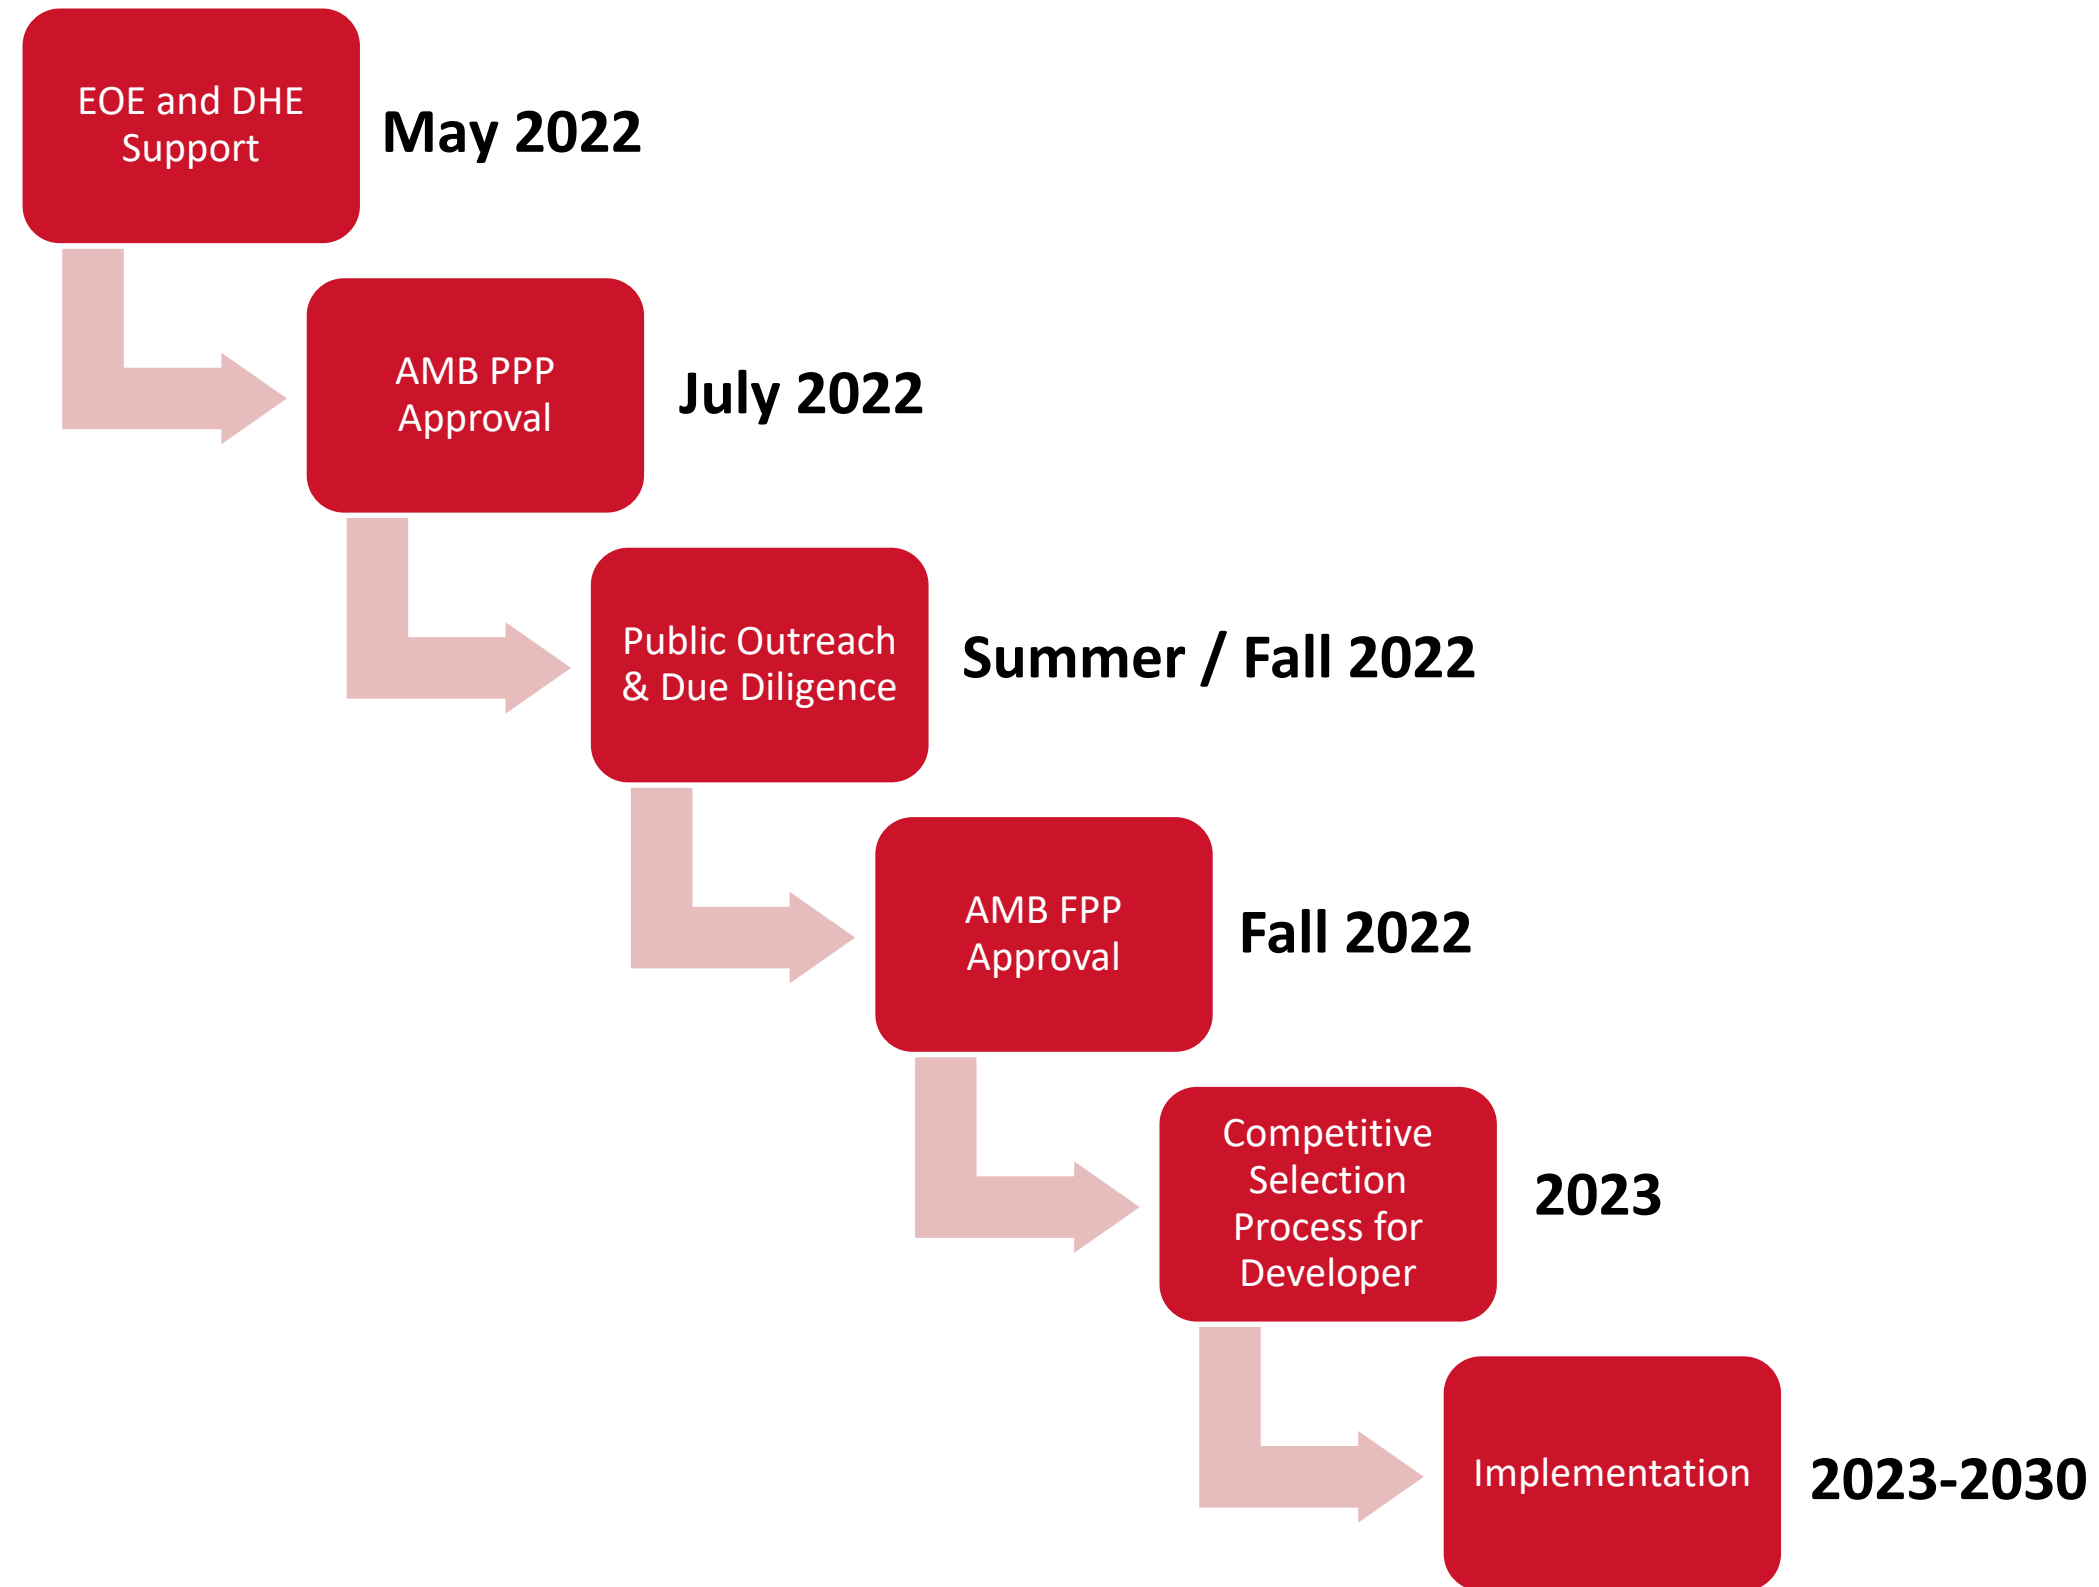 EOE and DHE
Support
May 2022
AMB PPP
Approval
July 2022
Public Outreach
& Due Diligence
Summer / Fall 2022
AMB FPP
Approval
Fall 2022
Competitive
Selection
Process for
Developer
2023
Implementation
2023-2030